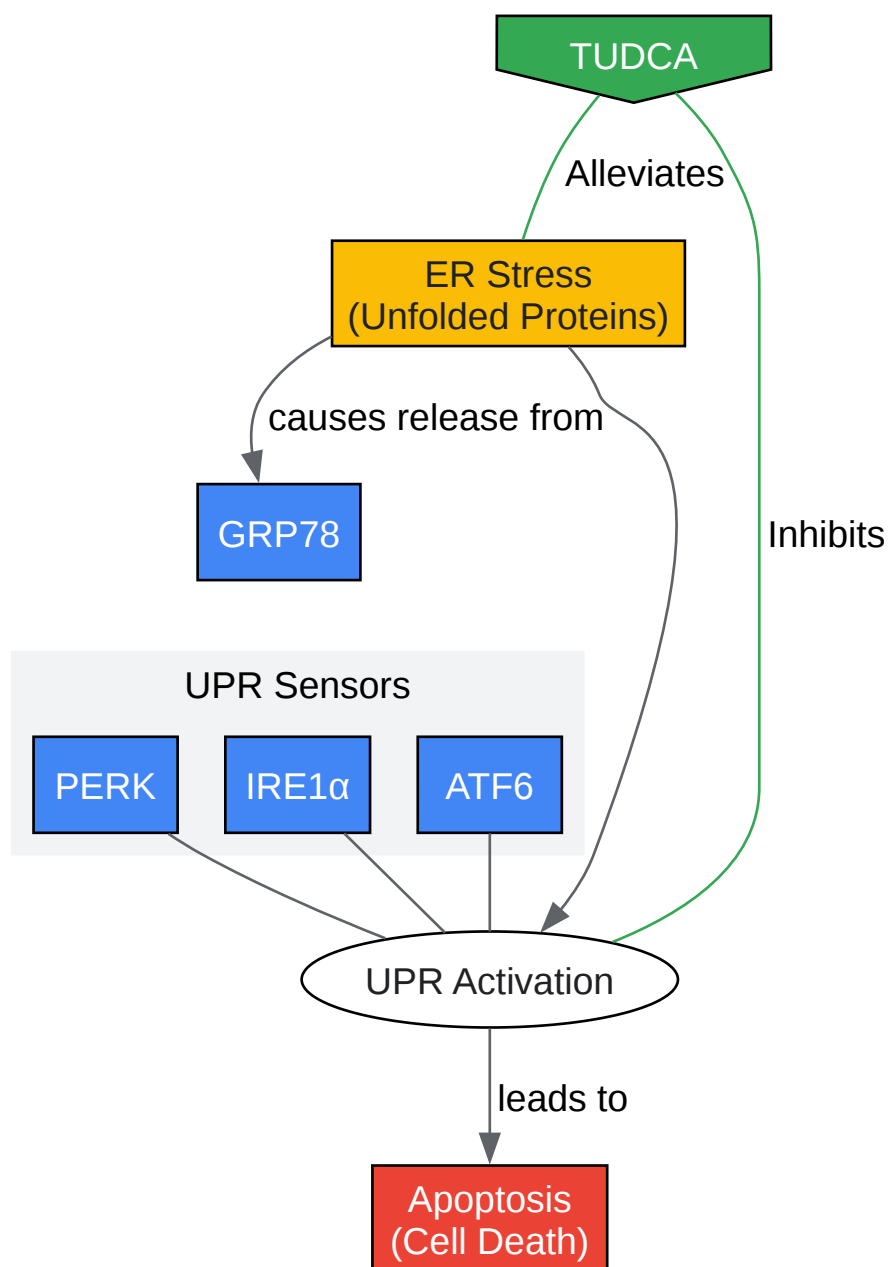 TUDCA
Alleviates
ER Stress
(Unfolded Proteins)
causes release from
GRP78
Inhibits
UPR Sensors
PERK
IRE1α
ATF6
UPR Activation
leads to
Apoptosis
(Cell Death)